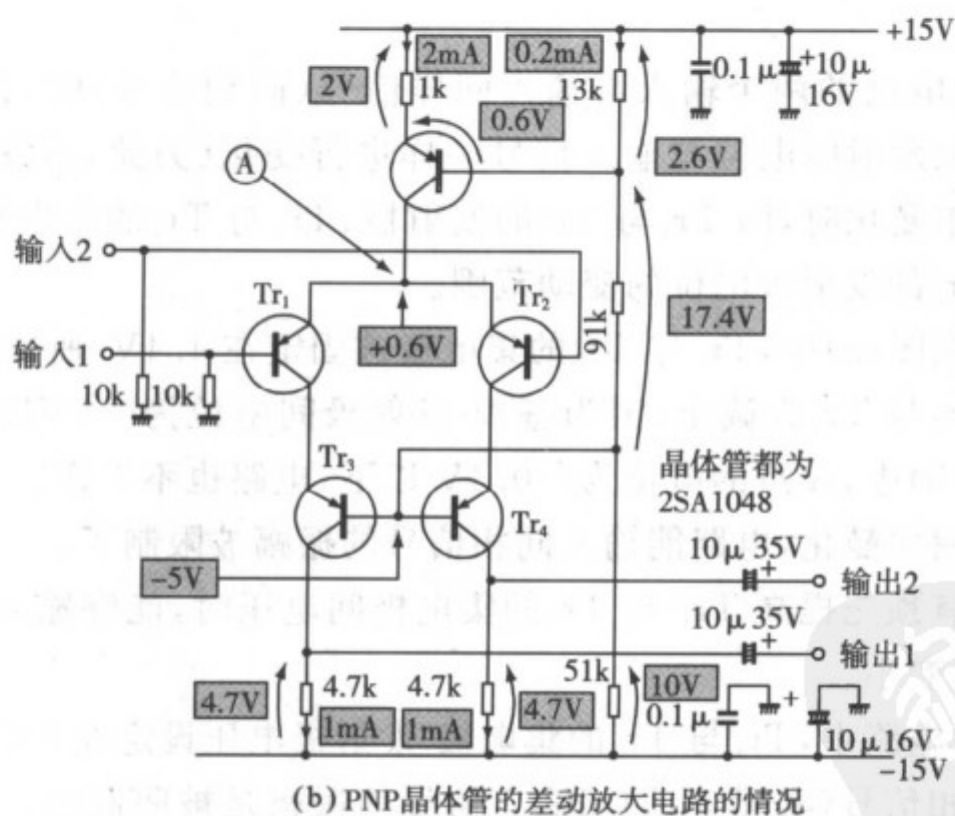 +15V
2mA
0.2mA
2V
1k
13k
0.1μ
+10μ
16V
0.6V
2.6V
A
输入2
Tr₁
Tr₂
91k
17.4V
+0.6V
输入1
10k
10k
Tr₃
Tr₄
晶体管都为
2SA1048
10μ 35V
+
输出2
-5V
10μ 35V
+
输出1
4.7V
4.7k
4.7k
1mA
1mA
4.7V
51k
10V
0.1μ
+
10μ16V
-15V
(b) PNP晶体管的差动放大电路的情况